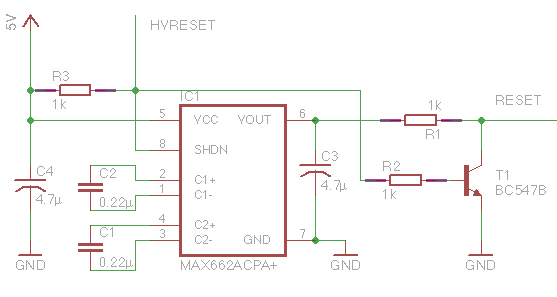 5V
HVRESET
R3
1k
IC1
5
VCC
VOUT
6
8
SHDN
2
C1+
1
C1-
4
C2+
3
C2-
GND
7
MAX662ACPA+
C4
4.7µ
C2
0.22µ
C1
0.22µ
C3
4.7µ
1k
R1
RESET
R2
1k
T1
BC547B
GND
GND
GND